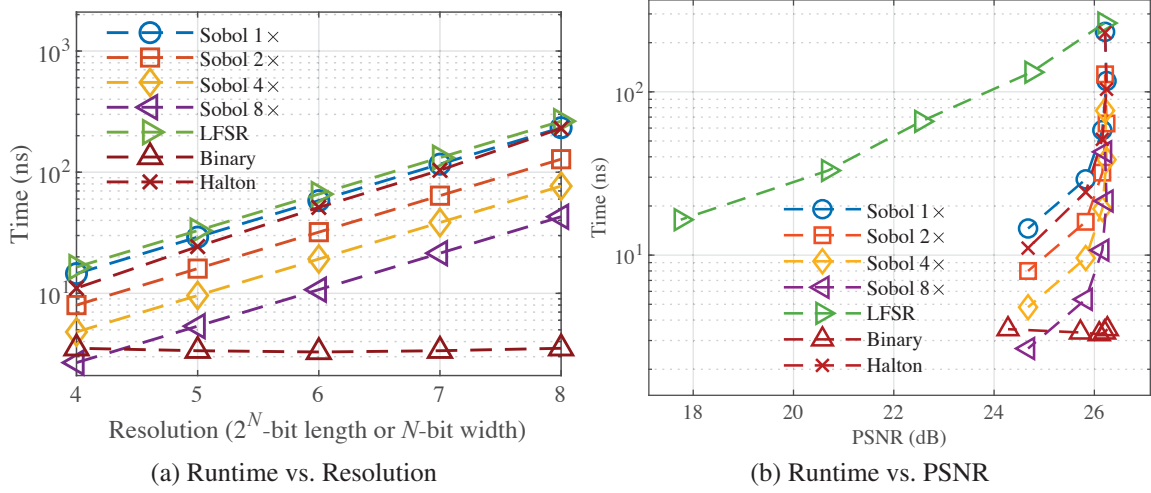 10^3
10^2
10^1
Time (ns)
Sobol 1×
Sobol 2×
Sobol 4×
Sobol 8×
LFSR
Binary
Halton
4 5 6 7 8
Resolution (2^N-bit length or N-bit width)
(a) Runtime vs. Resolution
10^2
10^1
Time (ns)
Sobol 1×
Sobol 2×
Sobol 4×
Sobol 8×
LFSR
Binary
Halton
18 20 22 24 26
PSNR (dB)
(b) Runtime vs. PSNR